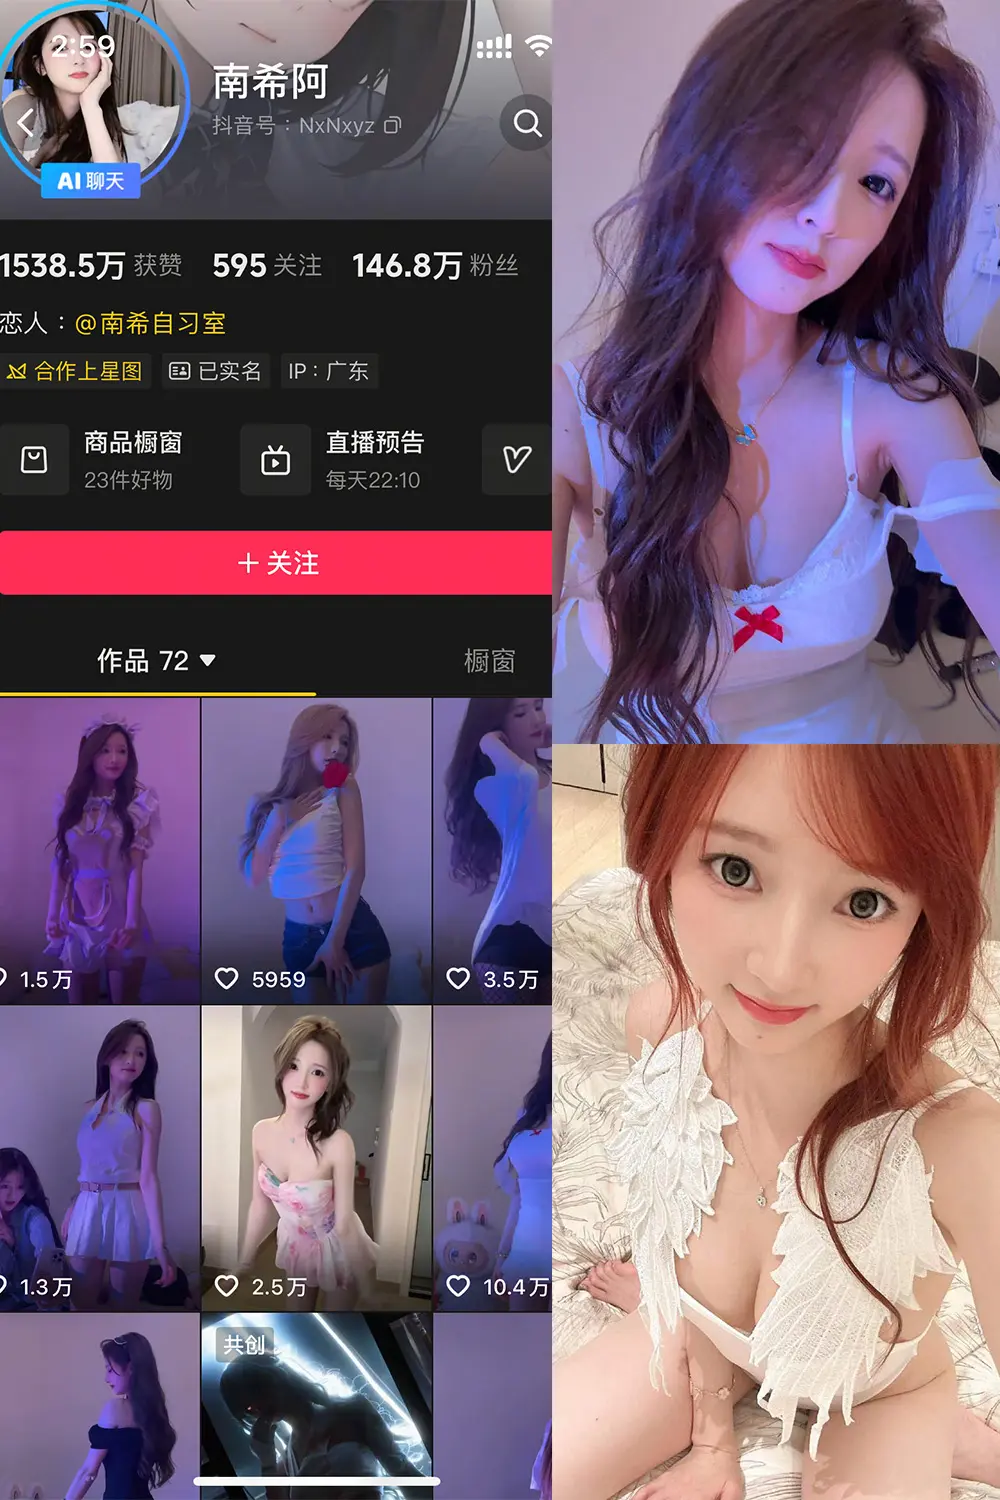 2:59
南希阿
抖音号：NxNxyz
AI 聊天
1538.5万 获赞 595 关注 146.8万 粉丝
恋人：@南希自习室
合作上星图 已实名 IP：广东
商品橱窗 直播预告
23件好物 每天22:10
＋关注
作品 72 橱窗
1.5万 5959 3.5万
1.3万 2.5万 10.4万
共创